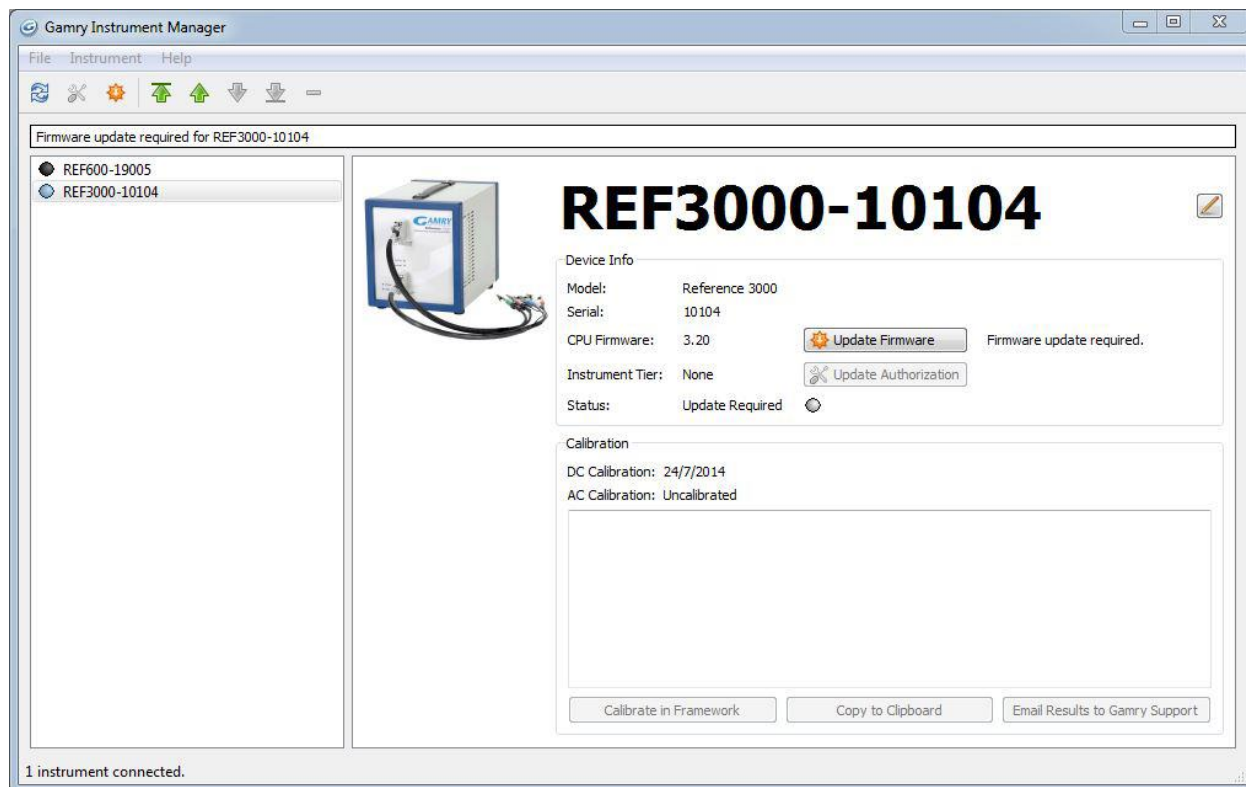 Gamry Instrument Manager
File Instrument Help
Firmware update required for REF3000-10104
REF600-19005
REF3000-10104
GAMRY
REF3000-10104
Device Info
Model: Reference 3000
Serial: 10104
CPU Firmware: 3.20 Update Firmware Firmware update required.
Instrument Tier: None Update Authorization
Status: Update Required
Calibration
DC Calibration: 24/7/2014
AC Calibration: Uncalibrated
Calibrate in Framework Copy to Clipboard Email Results to Gamry Support
1 instrument connected.